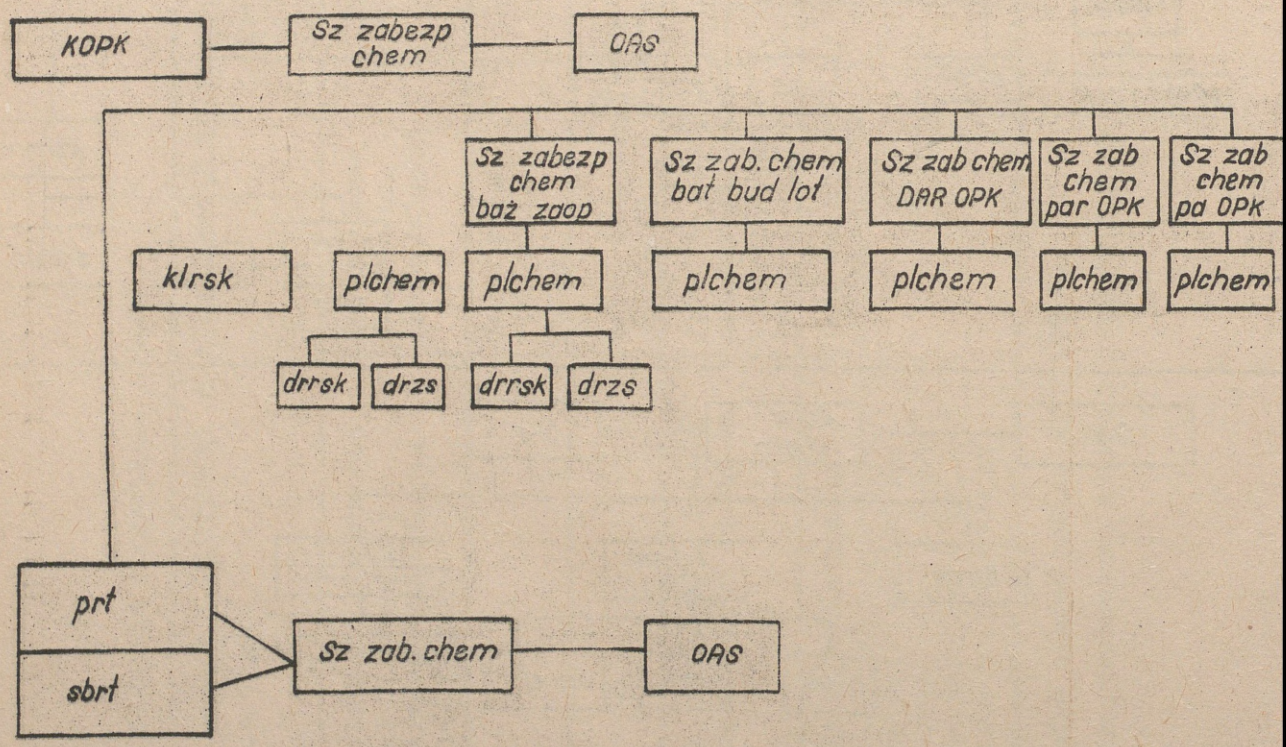 KOPK
Sz zabezp
chem
OAS
Sz zabezp
chem
baż zaop
Sz zab. chem
bat bud lot
Sz zab chem
DAR OPK
Sz zab
chem
par OPK
Sz zab
chem
pa OPK
klrsk
plchem
plchem
plchem
plchem
plchem
plchem
drrsk
drzs
drrsk
drzs
prt
sbrt
Sz zab. chem
OAS